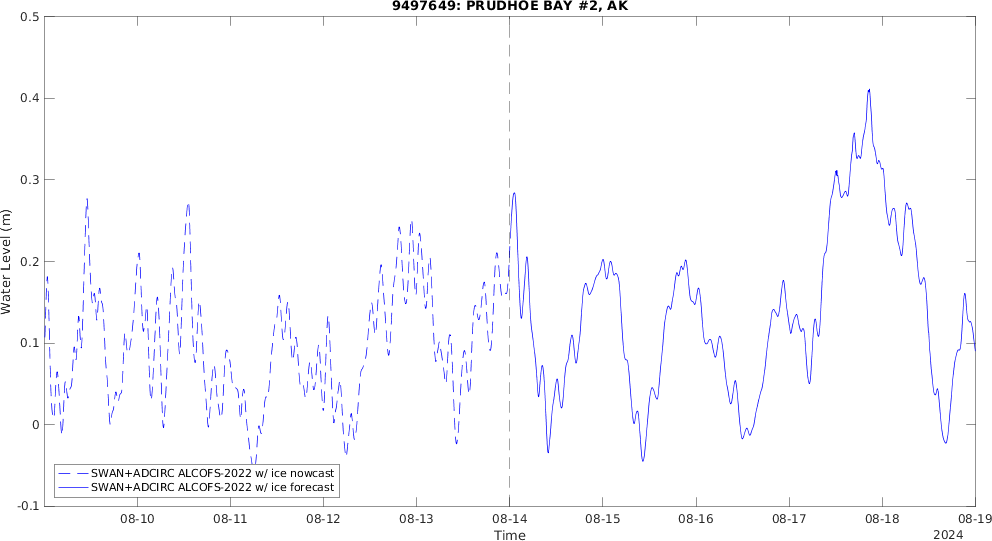 9497649: PRUDHOE BAY #2, AK
0.5
0.4
0.3
0.2
0.1
0
-0.1
Water Level (m)
SWAN+ADCIRC ALCOFS-2022 w/ ice nowcast
SWAN+ADCIRC ALCOFS-2022 w/ ice forecast
08-10 08-11 08-12 08-13 08-14 08-15 08-16 08-17 08-18 08-19
Time
2024